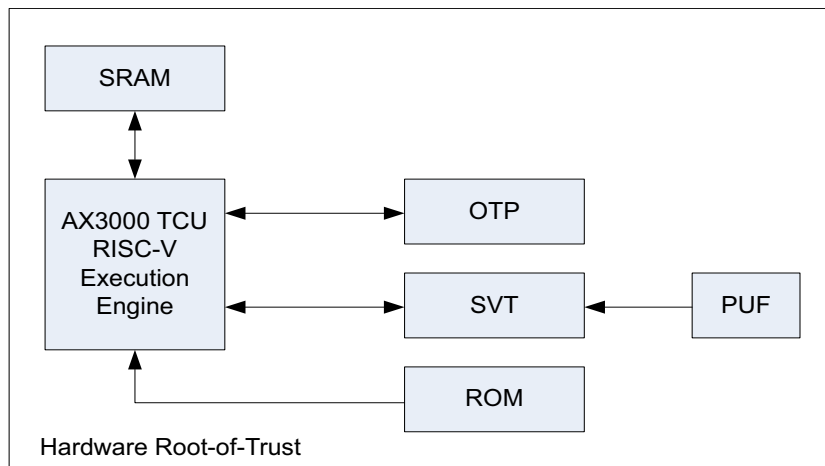 SRAM
AX3000 TCU
RISC-V
Execution
Engine
OTP
SVT
PUF
ROM
Hardware Root-of-Trust